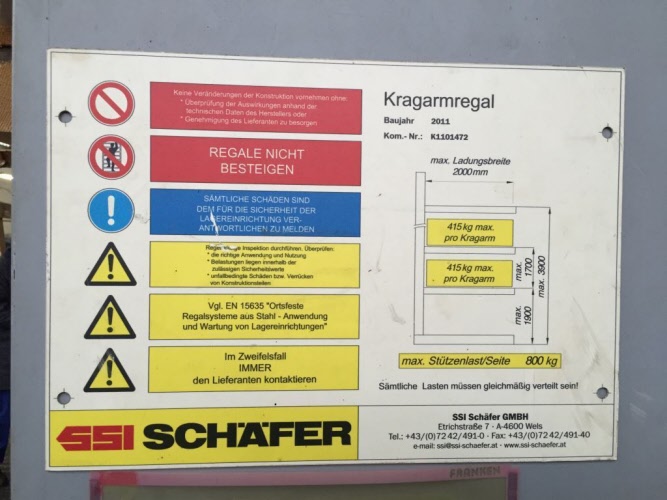 Keine Veränderungen der Konstruktion vornehmen ohne:
* Überprüfung der Auswirkungen anhand der
technischen Daten des Herstellers oder
* Genehmigung des Lieferanten zu besorgen
REGALE NICHT
BESTEIGEN
SÄMTLICHE SCHÄDEN SIND
DEM FÜR DIE SICHERHEIT DER
LAGEREINRICHTUNG VER-
ANTWORTLICHEN ZU MELDEN
Inspektion durchführen, Überprüfen:
* die richtige Anwendung und Nutzung
* Belastungen liegen innerhalb der
zulässigen Sicherheitswerte
* unfallbedingte Schäden bzw. Verrücken
von Konstruktionsteilen
Vgl. EN 15635 "Ortsfeste
Regalsysteme aus Stahl - Anwendung
und Wartung von Lagereinrichtungen"
Im Zweifelsfall
IMMER
den Lieferanten kontaktieren
Kragarmregal
Baujahr 2011
Kom.- Nr.: K1101472
max. Ladungsbreite
2000mm
415kg max.
pro Kragarm
415kg max.
pro Kragarm
max.
1700
max. 3900
max.
1900
max. Stützenlast/Seite 800 kg
Sämtliche Lasten müssen gleichmäßig verteilt sein!
SSI SCHÄFER
SSI Schäfer GMBH
Etrichstraße 7 · A-4600 Wels
Tel.: +43/(0)72 42/491-0 · Fax: +43/(0)72 42/491-40
e-mail: ssi@ssi-schaefer.at · www.ssi-schaefer.at
FRANKEN